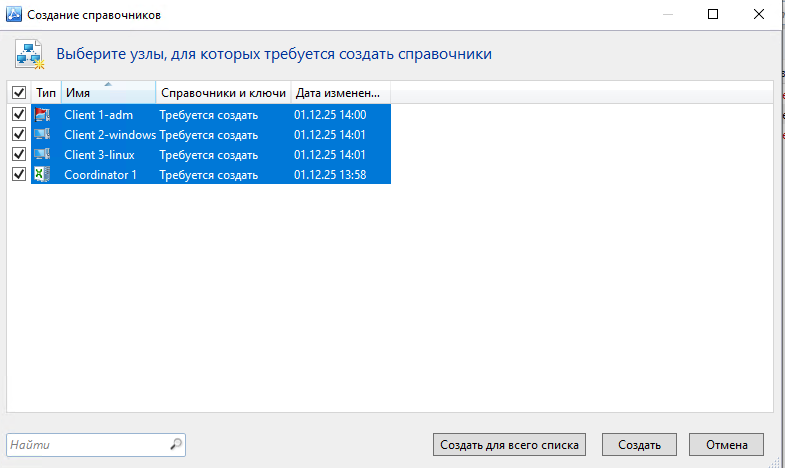 Создание справочников
Выберите узлы, для которых требуется создать справочники
Тип Имя Справочники и ключи Дата изменен...
Client 1-adm Требуется создать 01.12.25 14:00
Client 2-windows Требуется создать 01.12.25 14:01
Client 3-linux Требуется создать 01.12.25 14:01
Coordinator 1 Требуется создать 01.12.25 13:58
Найти Создать для всего списка Создать Отмена